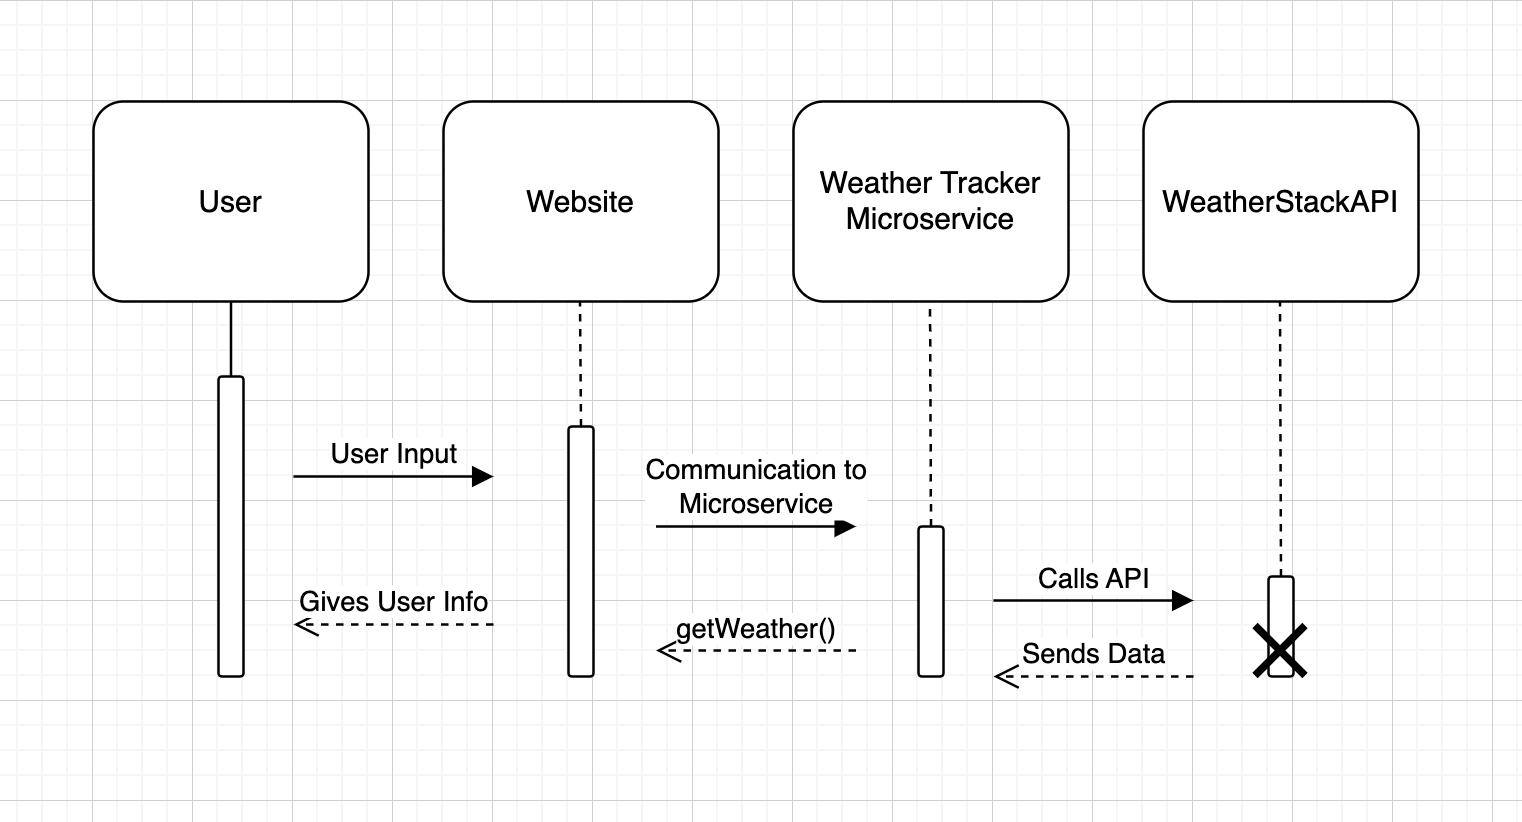 User
Website
Weather Tracker
Microservice
WeatherStackAPI
User Input
Communication to
Microservice
Calls API
Gives User Info
getWeather()
Sends Data